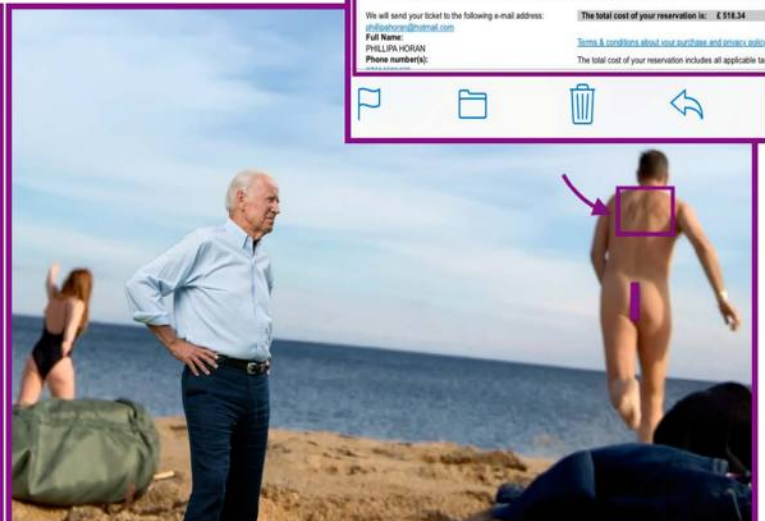 We will send your ticket to the following e-mail address:
phillipahoran@hotmail.com
Full Name:
PHILLIPA HORAN
Phone number(s):
The total cost of your reservation is: £ 518.34
Terms & conditions about your purchase and privacy policy
The total cost of your reservation includes all applicable